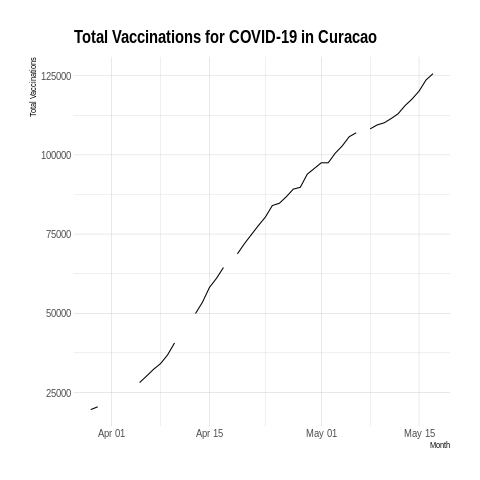 Total Vaccinations for COVID-19 in Curacao
Total Vaccinations
125000
100000
75000
50000
25000
Apr 01
Apr 15
May 01
May 15
Month